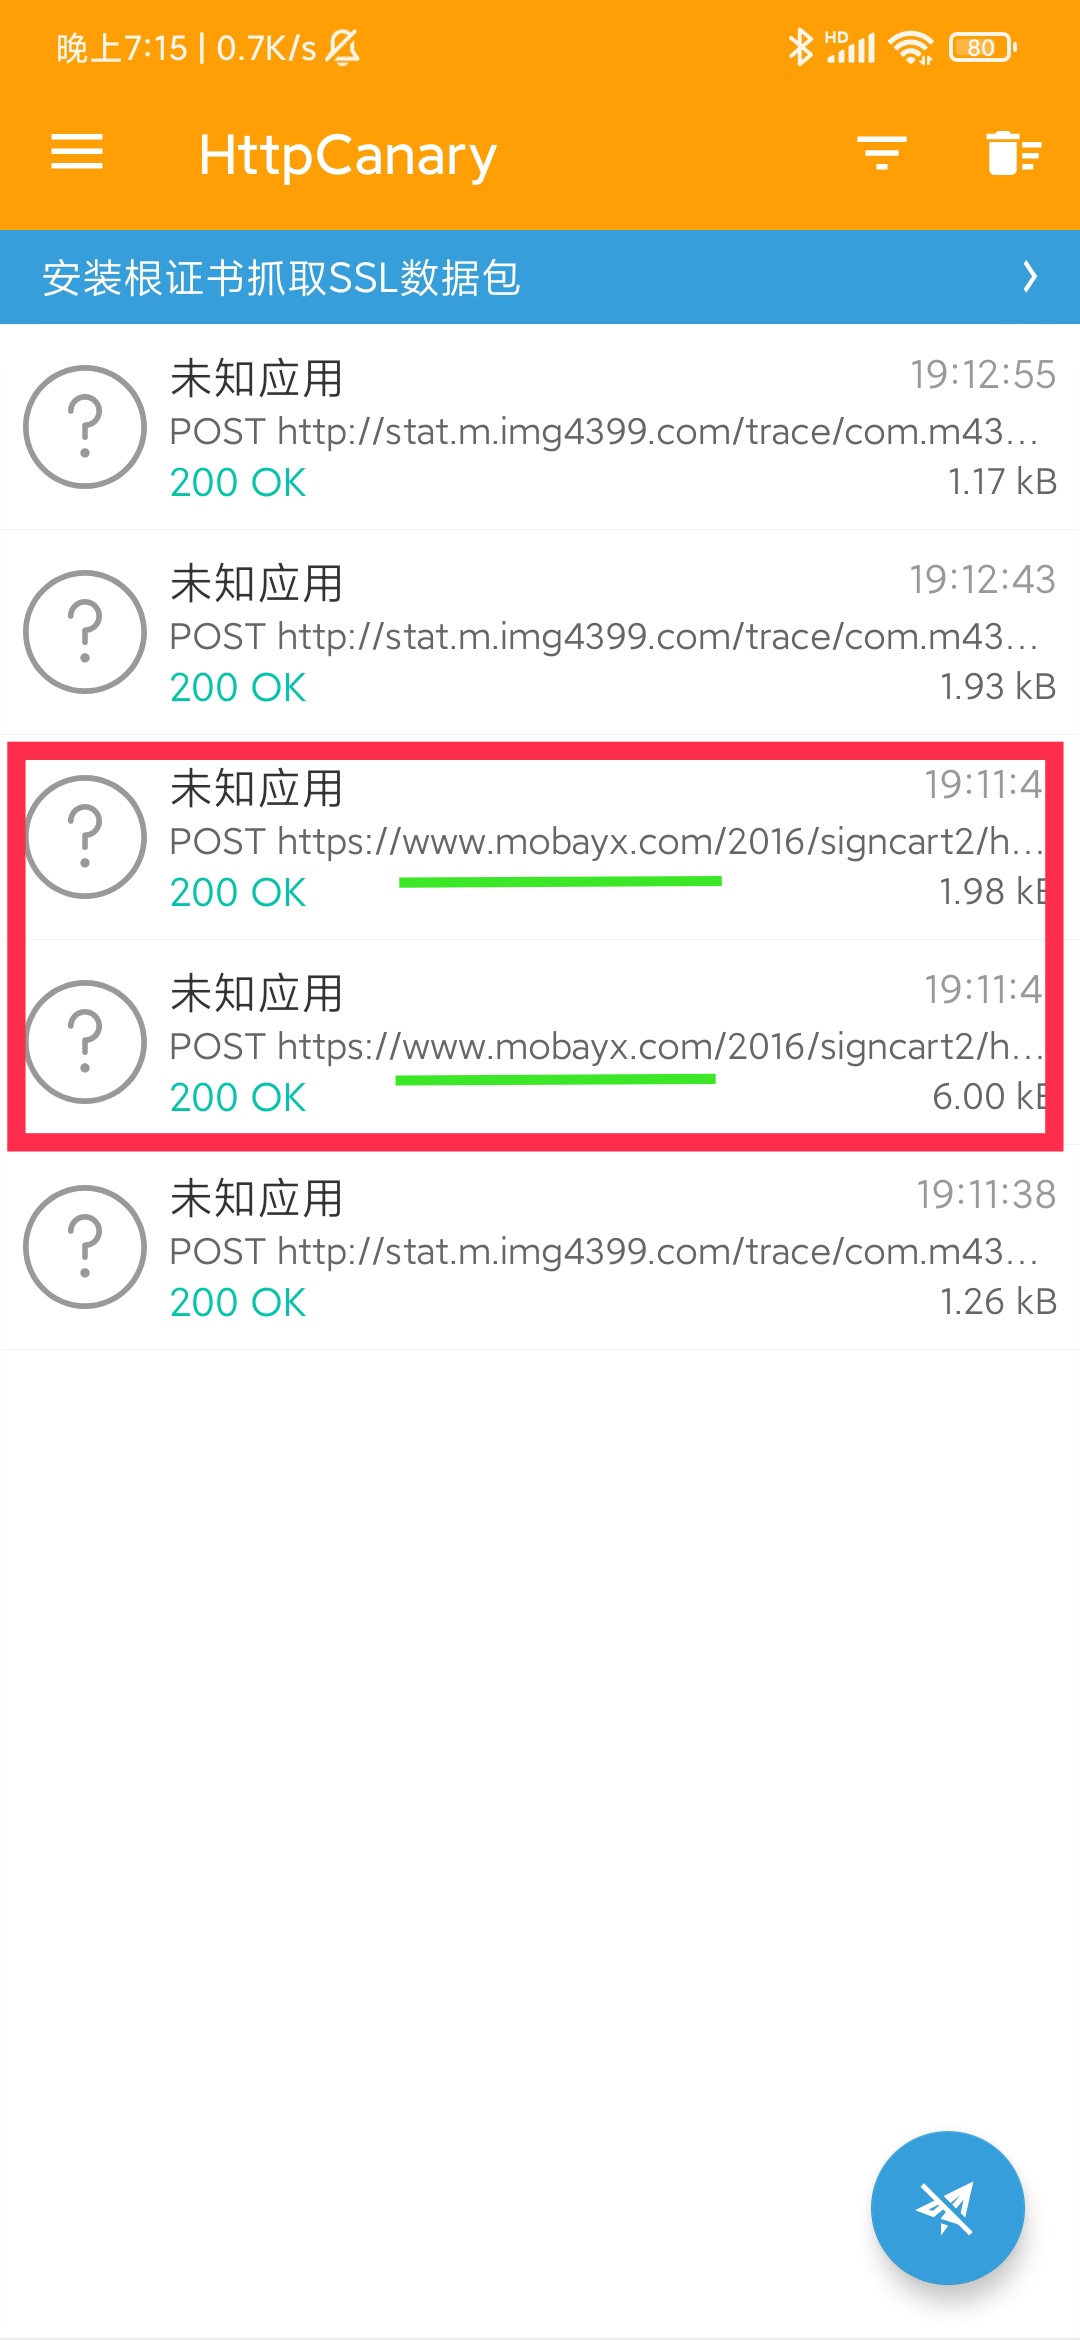 晚上7:15 | 0.7K/s
HD
80
HttpCanary
安装根证书抓取SSL数据包
未知应用 19:12:55
POST http://stat.m.img4399.com/trace/com.m43...
200 OK 1.17 kB
未知应用 19:12:43
POST http://stat.m.img4399.com/trace/com.m43...
200 OK 1.93 kB
未知应用 19:11:4
POST https://www.mobayx.com/2016/signcart2/h...
200 OK 1.98 kB
未知应用 19:11:4
POST https://www.mobayx.com/2016/signcart2/h...
200 OK 6.00 kB
未知应用 19:11:38
POST http://stat.m.img4399.com/trace/com.m43...
200 OK 1.26 kB